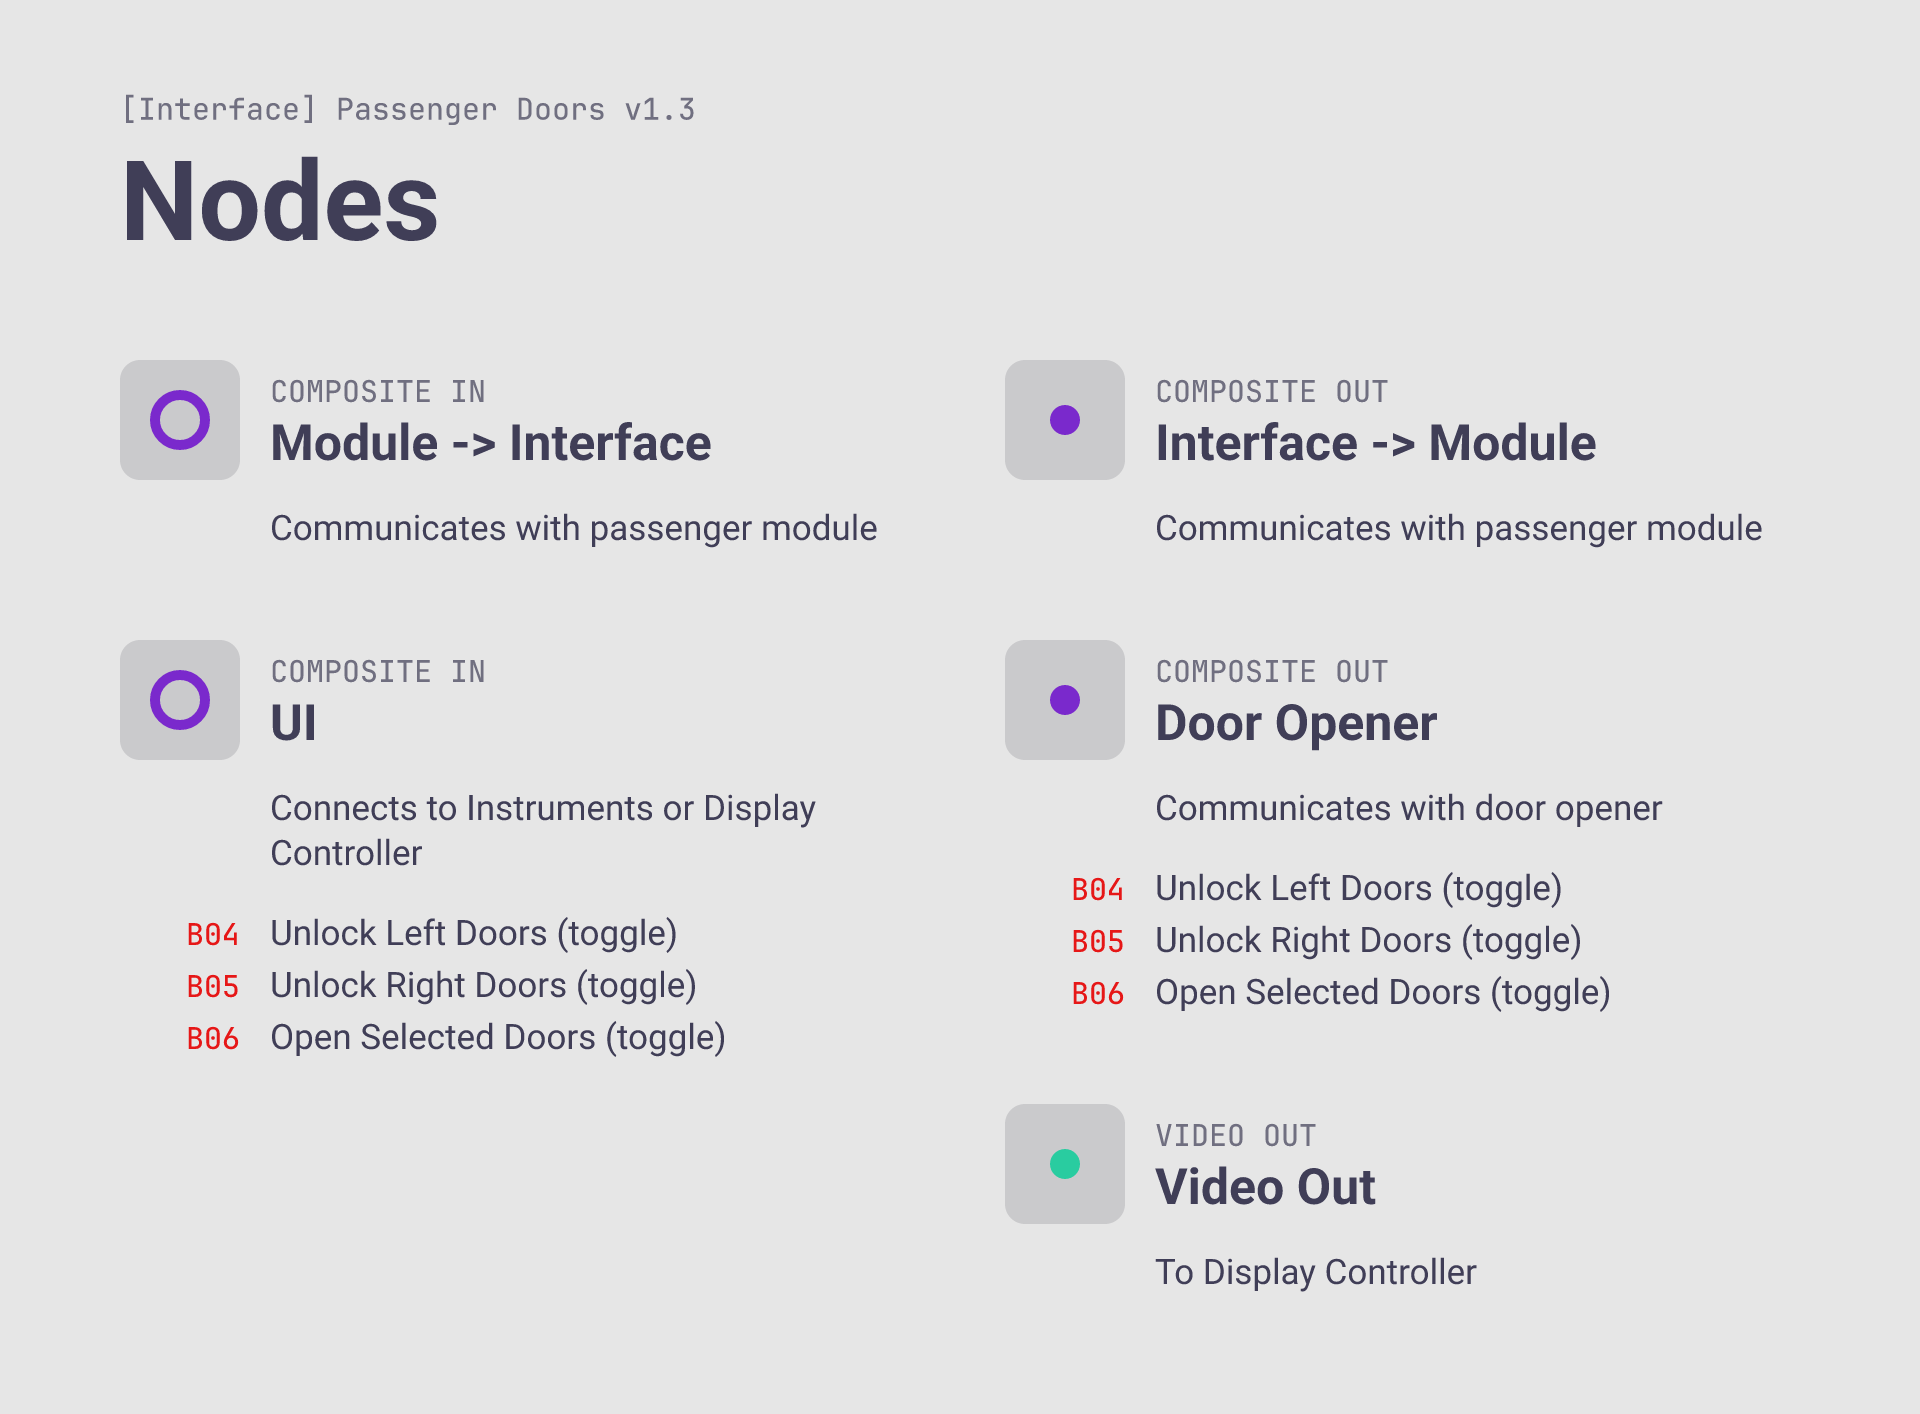 [Interface] Passenger Doors v1.3
Nodes
COMPOSITE IN
Module -> Interface
Communicates with passenger module
COMPOSITE IN
UI
Connects to Instruments or Display
Controller
B04 Unlock Left Doors (toggle)
B05 Unlock Right Doors (toggle)
B06 Open Selected Doors (toggle)
COMPOSITE OUT
Interface -> Module
Communicates with passenger module
COMPOSITE OUT
Door Opener
Communicates with door opener
B04 Unlock Left Doors (toggle)
B05 Unlock Right Doors (toggle)
B06 Open Selected Doors (toggle)
VIDEO OUT
Video Out
To Display Controller